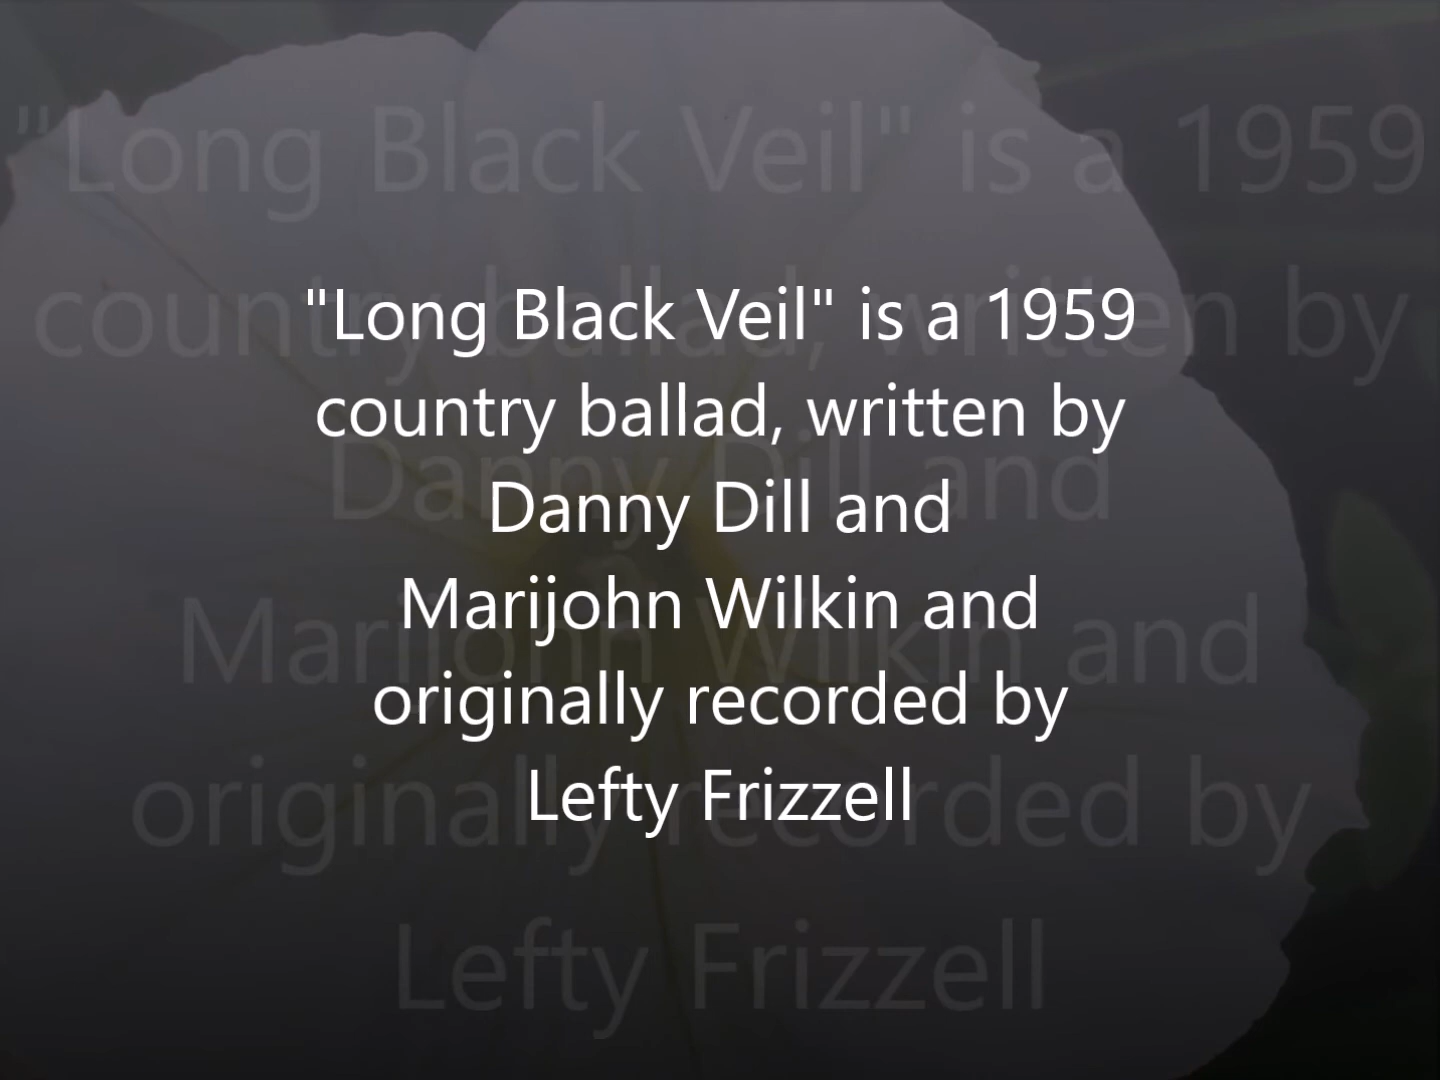 "Long Black Veil" is a 1959
country ballad, written by
Danny Dill and
Marijohn Wilkin and
originally recorded by
Lefty Frizzell